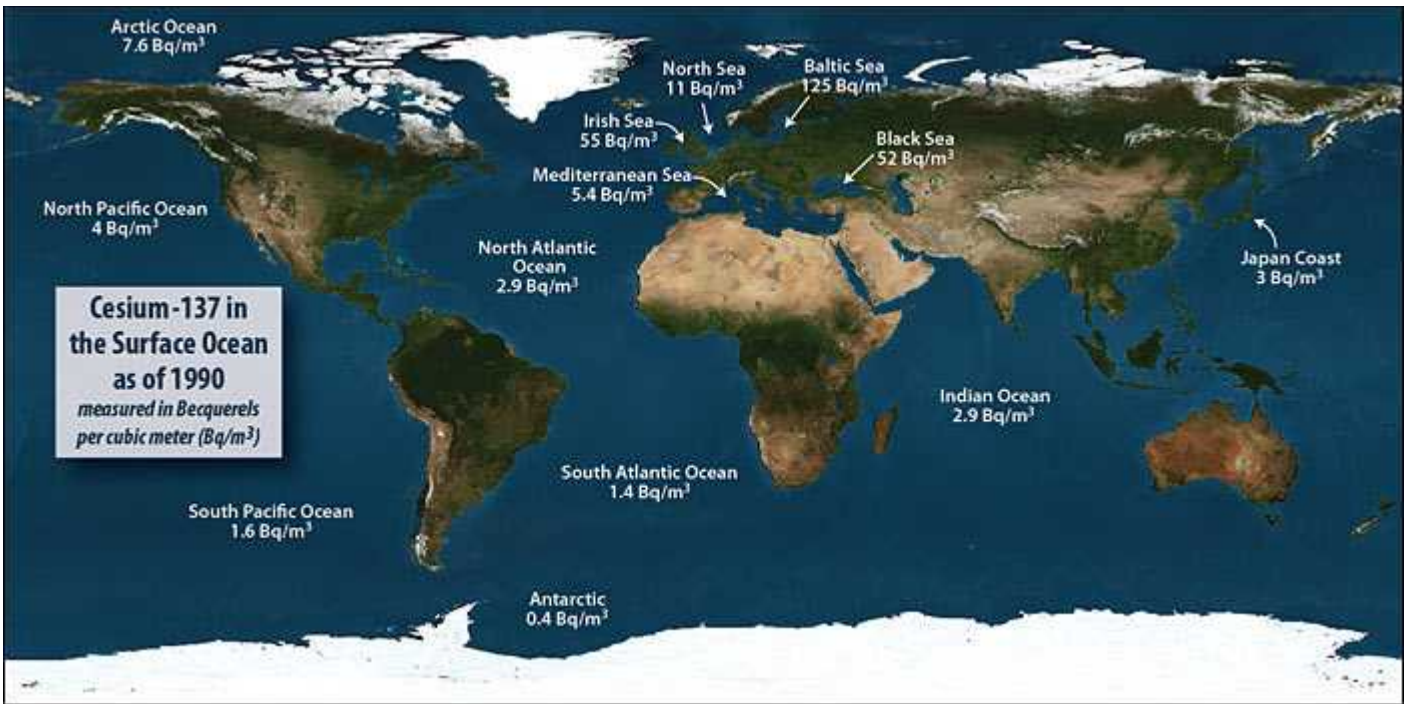 Arctic Ocean
7.6 Bq/m³
North Sea
11 Bq/m³
Baltic Sea
125 Bq/m³
Irish Sea
55 Bq/m³
Black Sea
52 Bq/m³
Mediterranean Sea
5.4 Bq/m³
North Pacific Ocean
4 Bq/m³
North Atlantic
Ocean
2.9 Bq/m³
Japan Coast
3 Bq/m³
Cesium-137 in
the Surface Ocean
as of 1990
measured in Becquerels
per cubic meter (Bq/m³)
Indian Ocean
2.9 Bq/m³
South Atlantic Ocean
1.4 Bq/m³
South Pacific Ocean
1.6 Bq/m³
Antarctic
0.4 Bq/m³